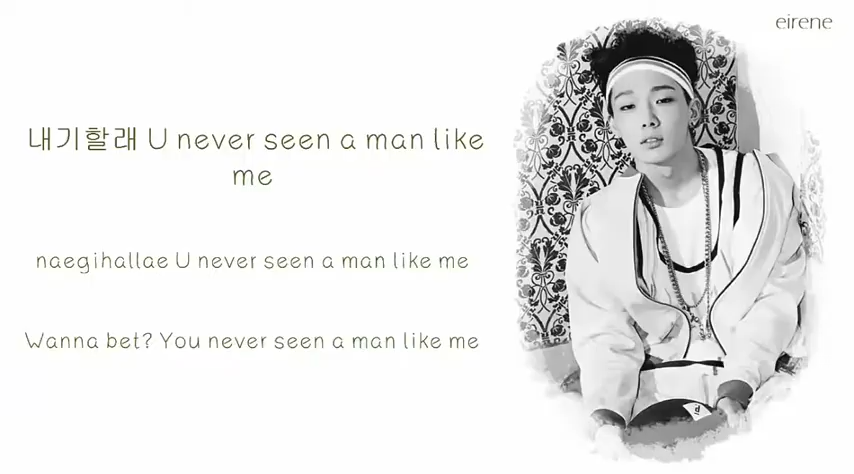 eirene
내기할래 U never seen a man like
me
naegihallae U never seen a man like me
Wanna bet? You never seen a man like me